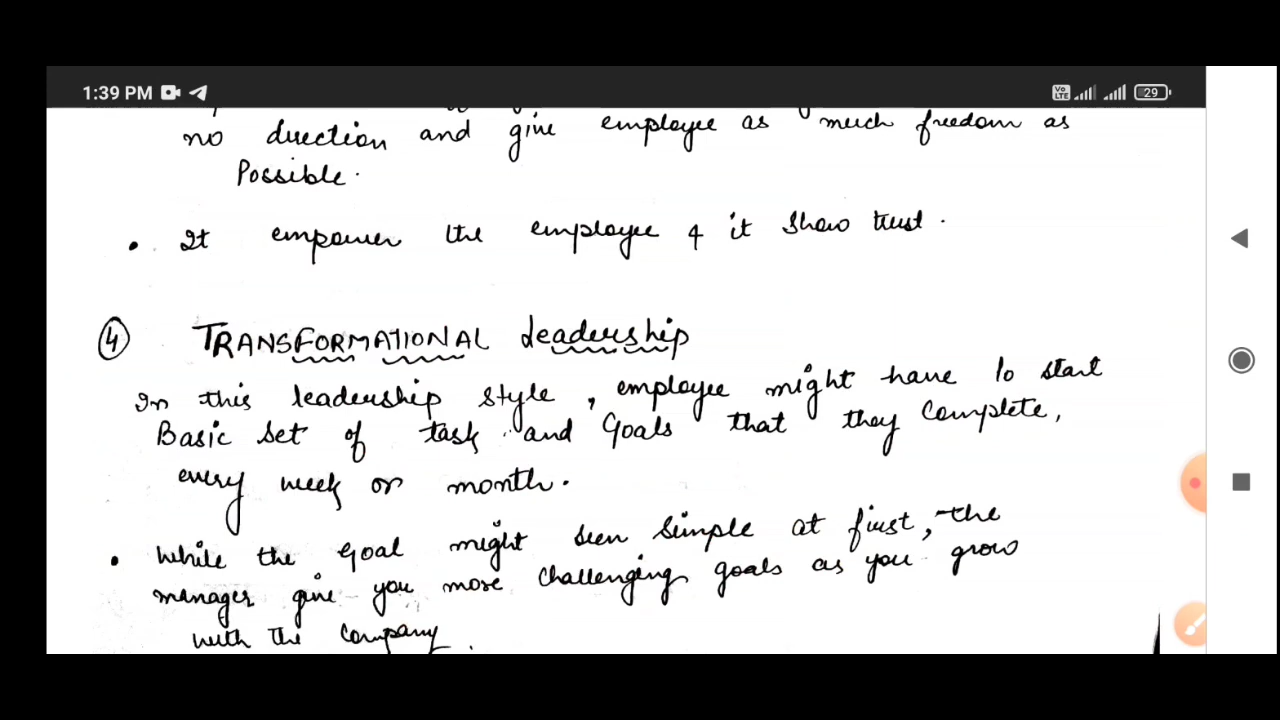 1:39 PM
Vo LTE 29
no direction and give employee as much freedom as
Possible.
• It empower the employee & it show trust.
④ TRANSFORMATIONAL Leadership
In this leadership style, employee might have to start
Basic set of task and Goals that they complete,
every week or month.
• While the Goal might seen simple at first, the
manager give you more challenging goals as you grow
with the company.